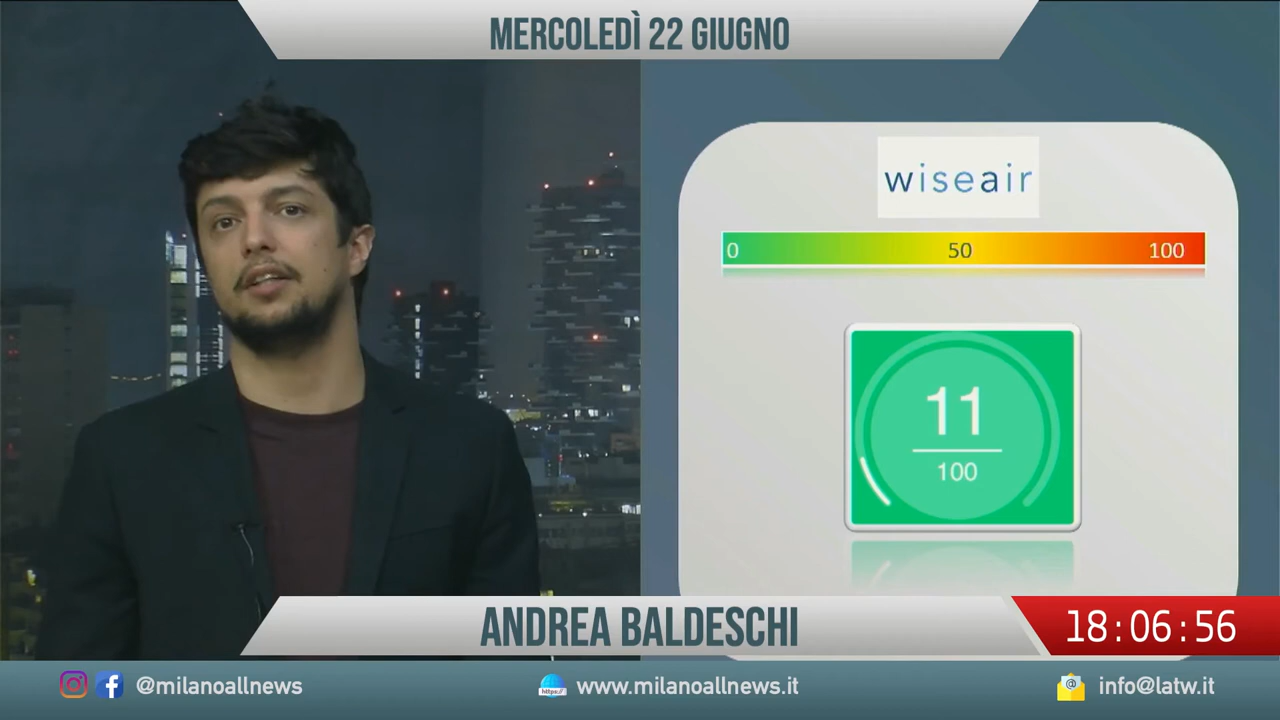 MERCOLEDÌ 22 GIUGNO
wiseair
0 50 100
11
100
ANDREA BALDESCHI
18:06:56
@milanoallnews
https://
www.milanoallnews.it
@
info@latw.it